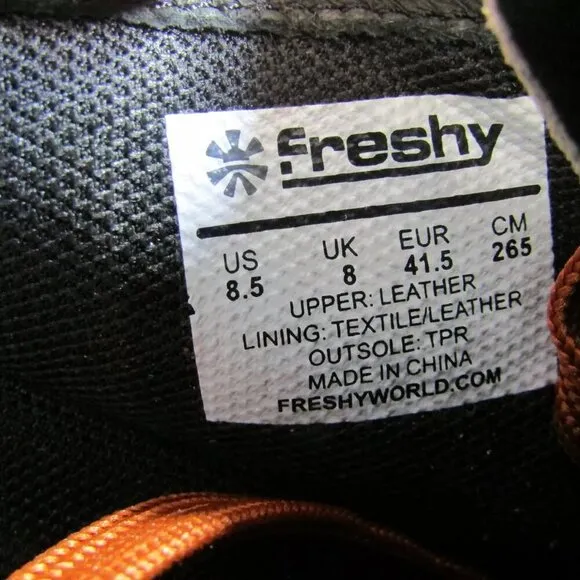 freshy
US UK EUR CM
8.5 8 41.5 265
UPPER: LEATHER
LINING: TEXTILE/LEATHER
OUTSOLE: TPR
MADE IN CHINA
FRESHYWORLD.COM